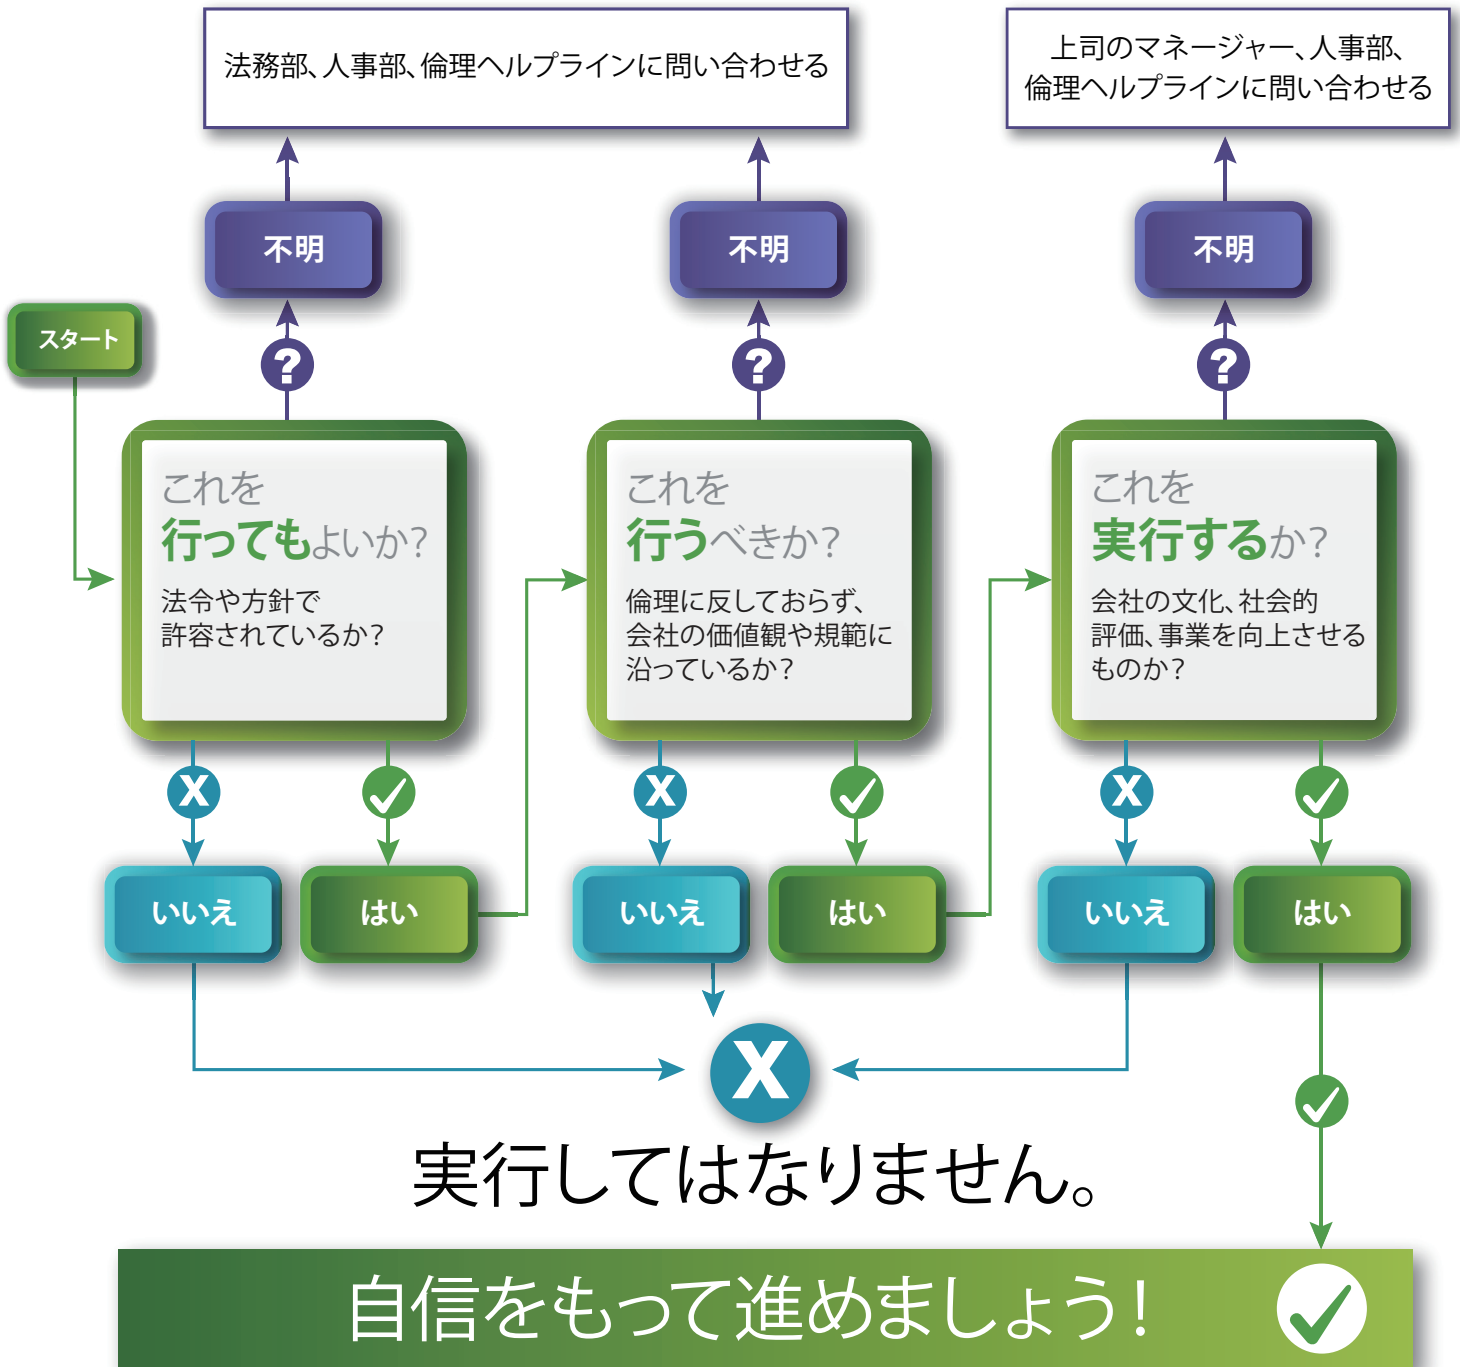 法務部、人事部、倫理ヘルプラインに問い合わせる
上司のマネージャー、人事部、
倫理ヘルプラインに問い合わせる
不明
不明
不明
スタート
?
?
?
これを
行ってもよいか?
法令や方針で
許容されているか?
これを
行うべきか?
倫理に反しておらず、
会社の価値観や規範に
沿っているか?
これを
実行するか?
会社の文化、社会的
評価、事業を向上させる
ものか?
X
X
X
いいえ
はい
いいえ
はい
いいえ
はい
X
実行してはなりません。
自信をもって進めましょう!